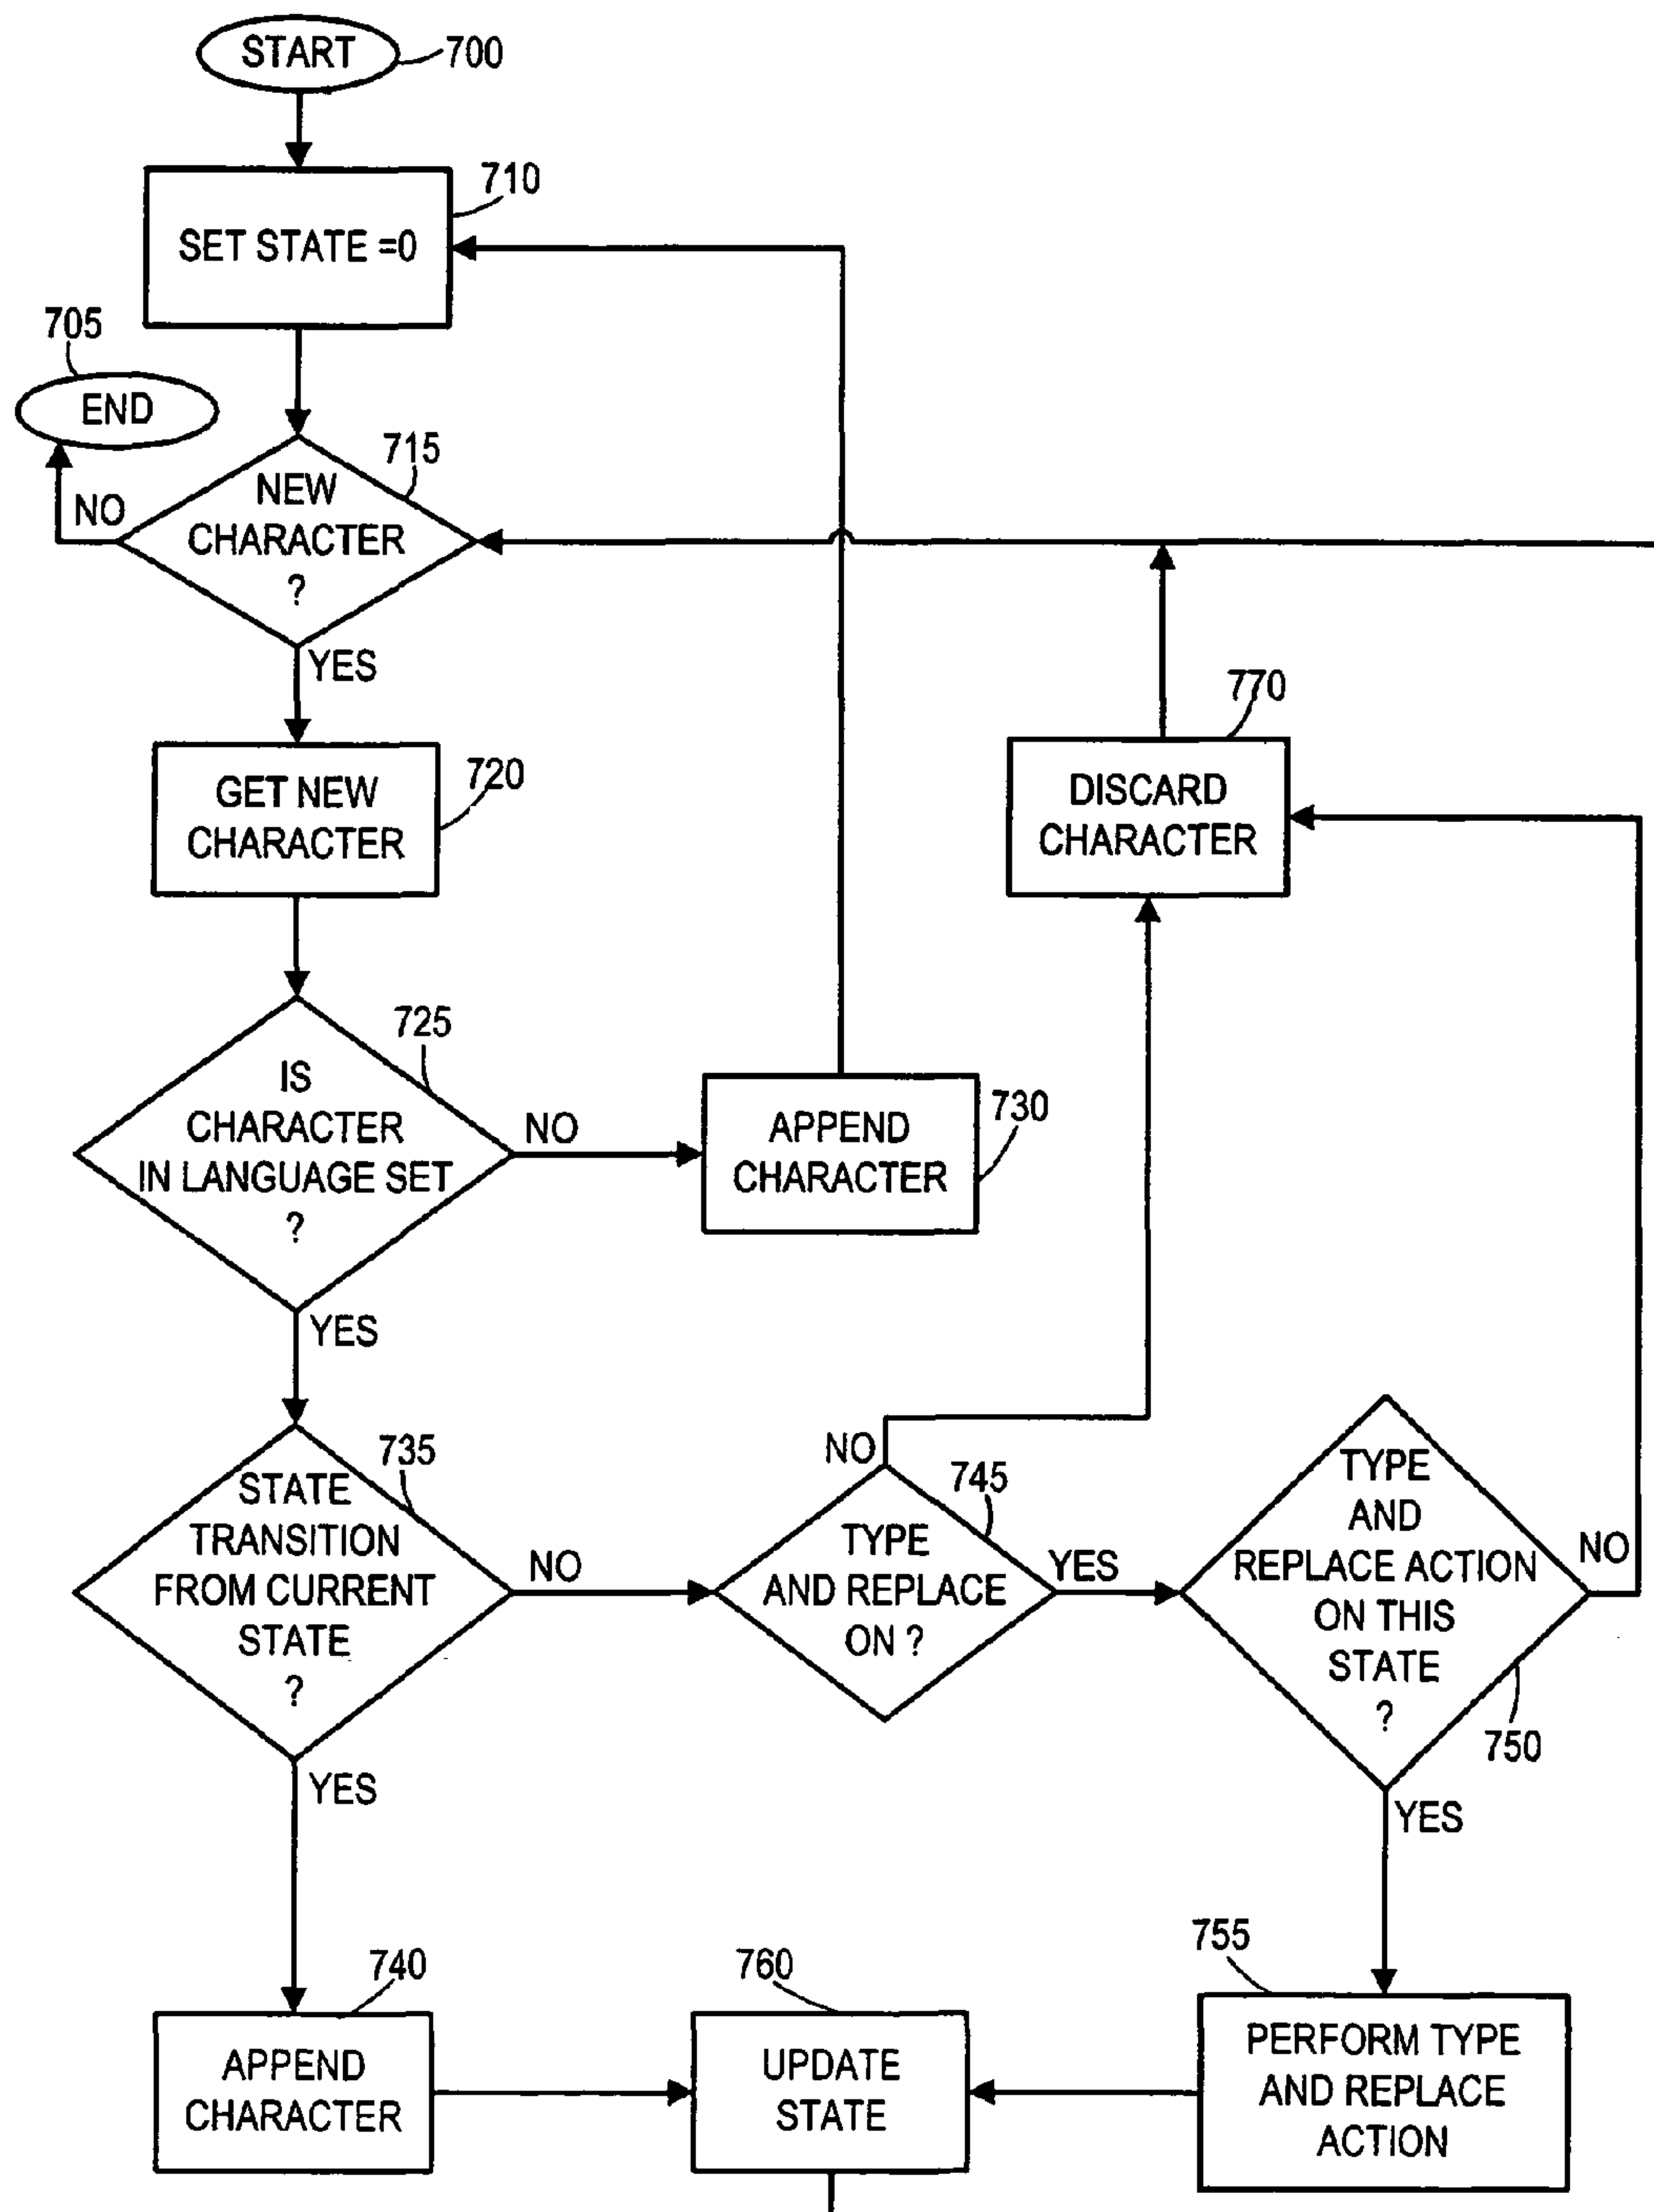 START
700
710
SET STATE =0
705
END
715
NEW
CHARACTER
?
NO
YES
720
GET NEW
CHARACTER
770
DISCARD
CHARACTER
725
IS
CHARACTER
IN LANGUAGE SET
?
NO
730
APPEND
CHARACTER
YES
735
STATE
TRANSITION
FROM CURRENT
STATE
?
NO
745
TYPE
AND REPLACE
ON ?
NO
YES
TYPE
AND
REPLACE ACTION
ON THIS
STATE
?
NO
750
YES
YES
740
APPEND
CHARACTER
760
UPDATE
STATE
755
PERFORM TYPE
AND REPLACE
ACTION